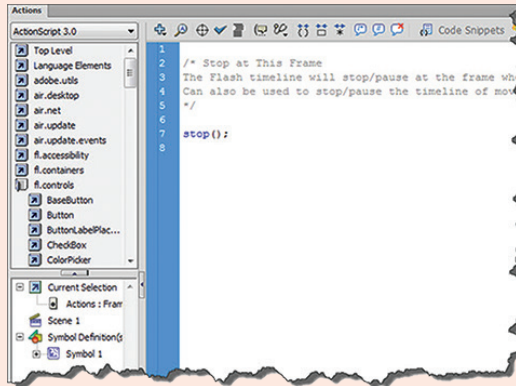 Actions
ActionScript 3.0
Code Snippets
Top Level
Language Elements
adobe.utils
air.desktop
air.net
air.update
air.update.events
fl.accessibility
fl.containers
fl.controls
BaseButton
Button
ButtonLabelPlac...
CheckBox
ColorPicker
Current Selection
Actions : Fram
Scene 1
Symbol Definition(s
Symbol 1
1
2 /* Stop at This Frame
3 The Flash timeline will stop/pause at the frame whe
4 Can also be used to stop/pause the timeline of mov
5 */
6
7 stop();
8